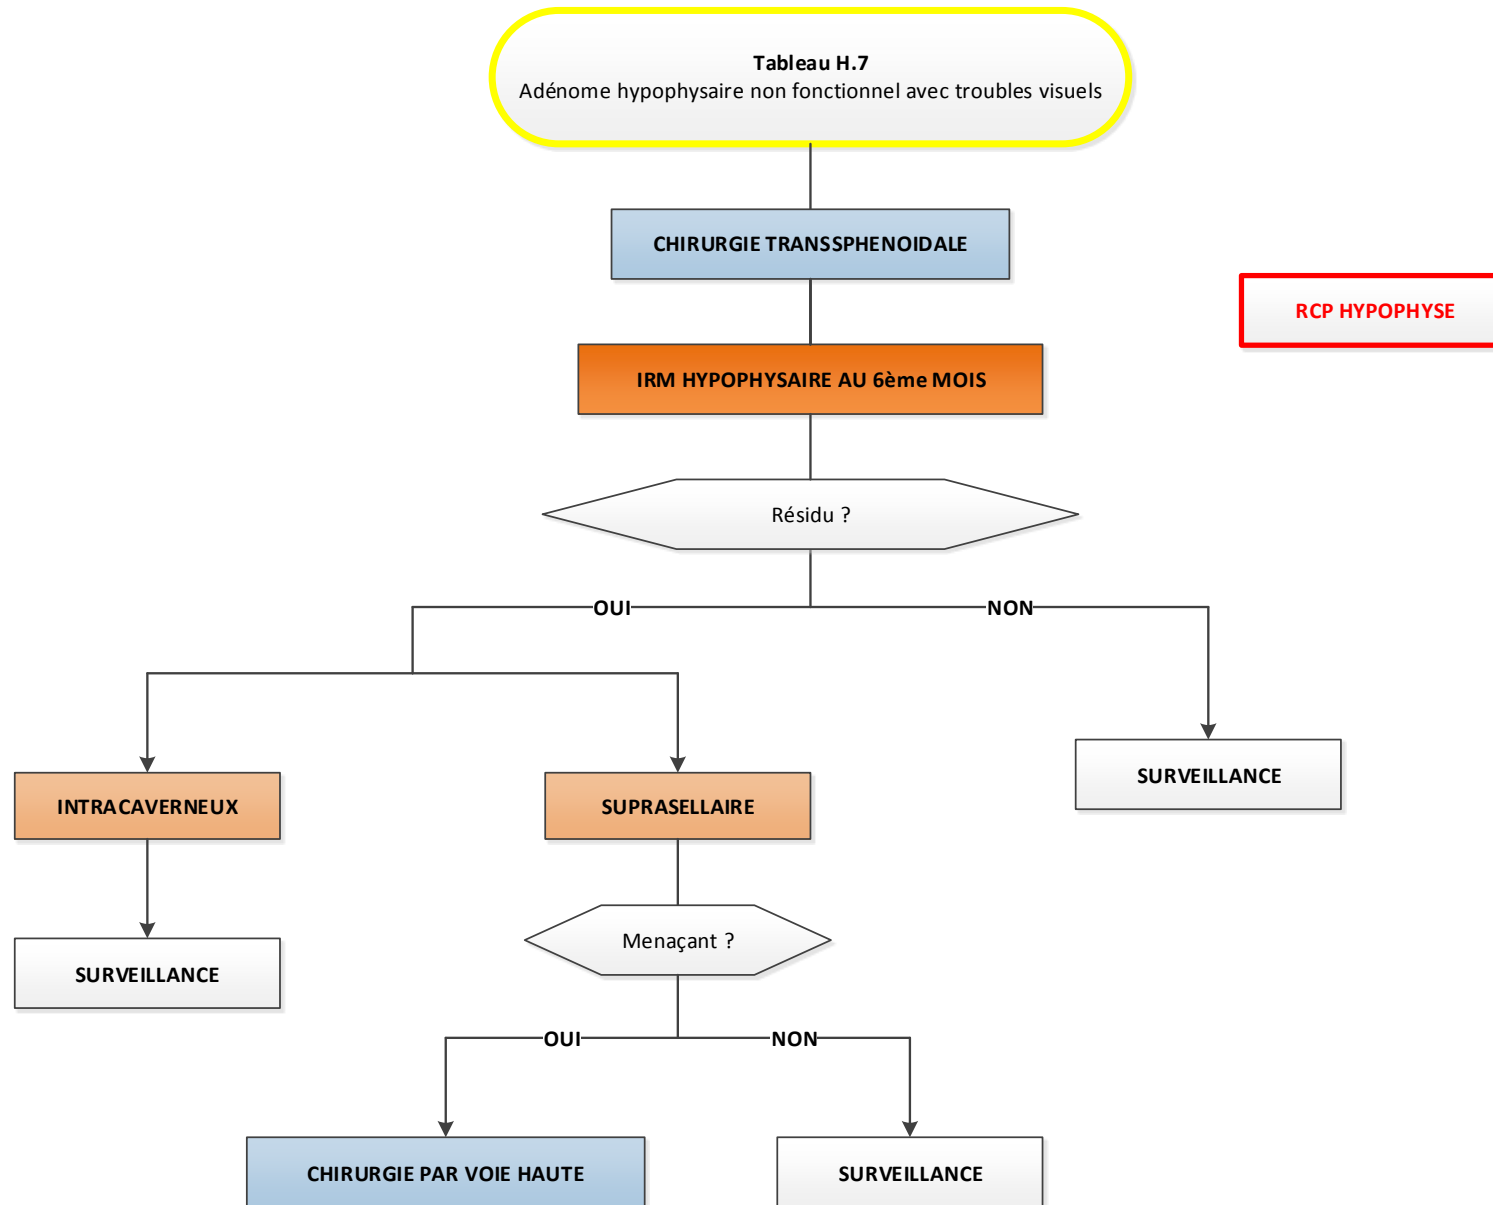 Tableau H.7
Adénome hypophysaire non fonctionnel avec troubles visuels
CHIRURGIE TRANSSPHENOIDALE
RCP HYPOPHYSE
IRM HYPOPHYSAIRE AU 6ème MOIS
Résidu ?
OUI
NON
SURVEILLANCE
INTRACAVERNEUX
SUPRASELLAIRE
Menaçant ?
SURVEILLANCE
OUI
NON
CHIRURGIE PAR VOIE HAUTE
SURVEILLANCE